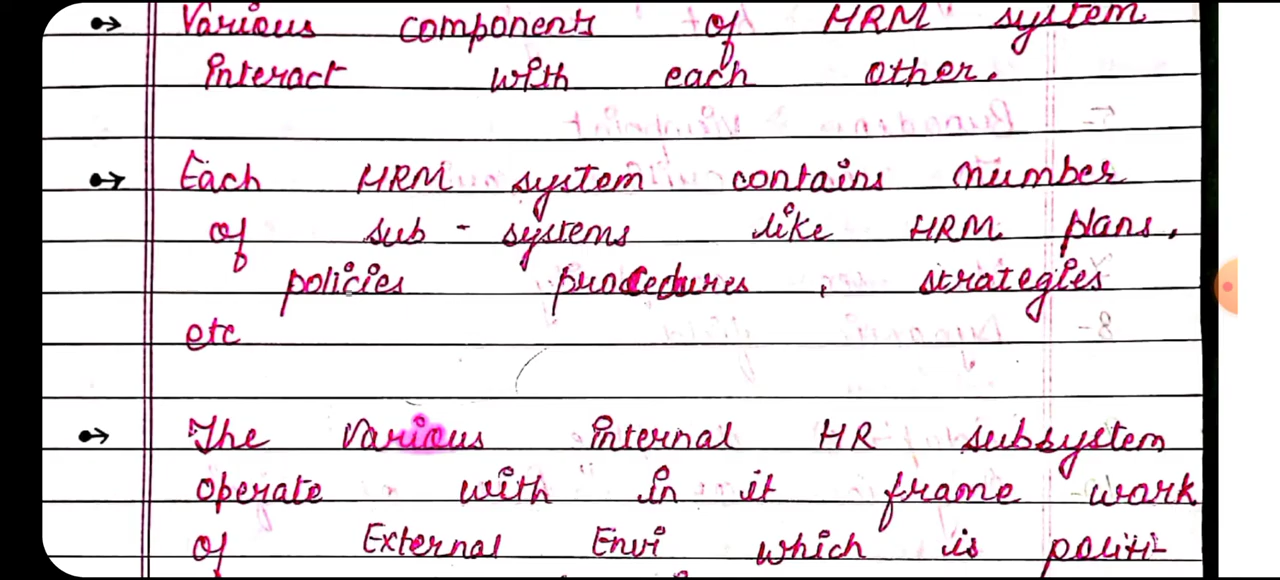 Various components of HRM system
interact with each other.
Each HRM system contains number
of sub - systems like HRM plans,
policies procedures , strategies
etc
The various internal HR subsystem
operate with in it frame work
of External Envi which is politi-